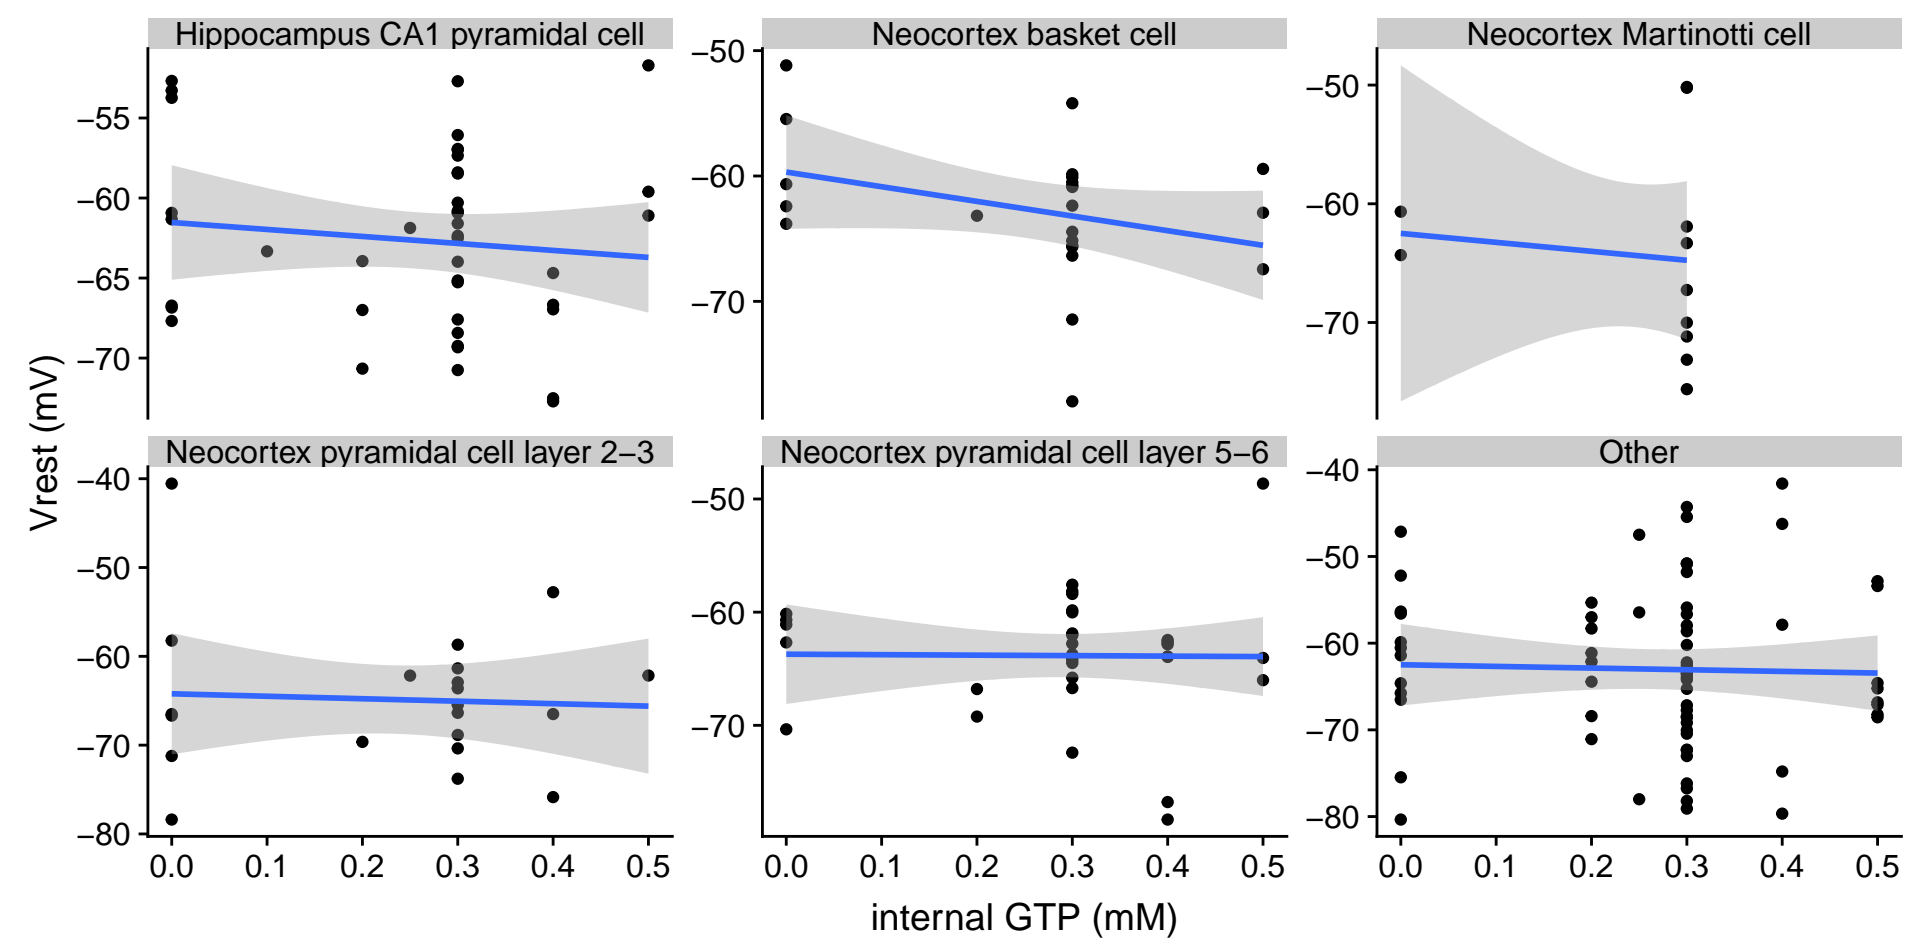 Hippocampus CA1 pyramidal cell
Neocortex basket cell
Neocortex Martinotti cell
−55
−60
−65
−70
−50
−60
−70
−50
−60
−70
Vrest (mV)
Neocortex pyramidal cell layer 2−3
Neocortex pyramidal cell layer 5−6
Other
−40
−50
−60
−70
−80
−50
−60
−70
−40
−50
−60
−70
−80
0.0 0.1 0.2 0.3 0.4 0.5
0.0 0.1 0.2 0.3 0.4 0.5
0.0 0.1 0.2 0.3 0.4 0.5
internal GTP (mM)